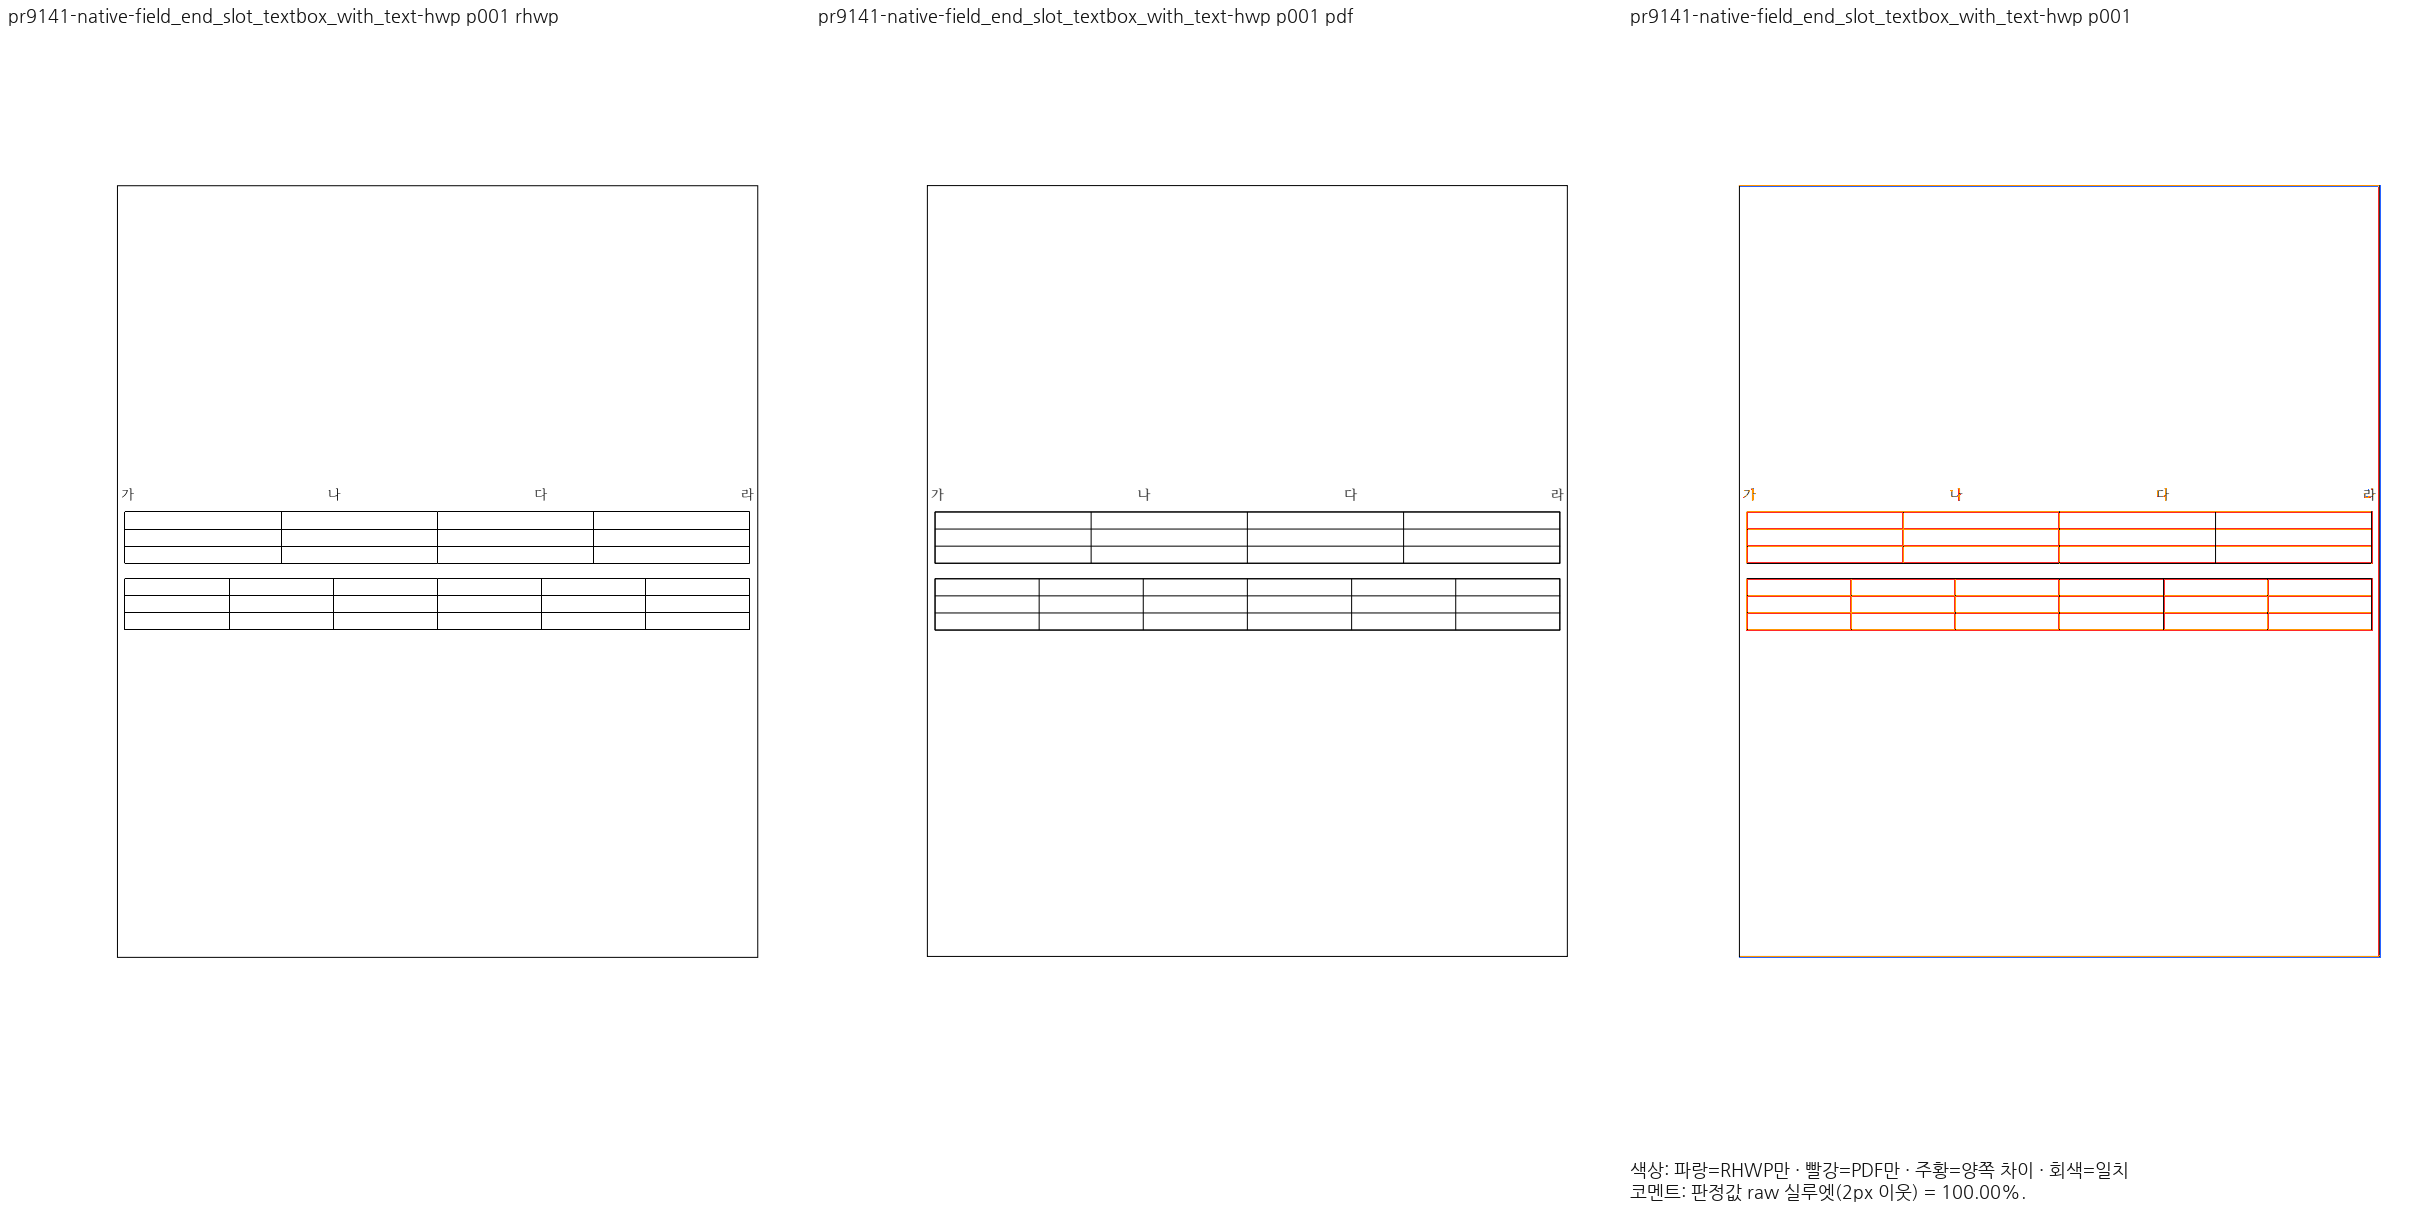 pr9141-native-field_end_slot_textbox_with_text-hwp p001 rhwp
pr9141-native-field_end_slot_textbox_with_text-hwp p001 pdf
pr9141-native-field_end_slot_textbox_with_text-hwp p001
가 나 다 라
가 나 다 라
가 나 다 라
색상: 파랑=RHWP만 · 빨강=PDF만 · 주황=양쪽 차이 · 회색=일치
코멘트: 판정값 raw 실루엣(2px 이웃) = 100.00%.